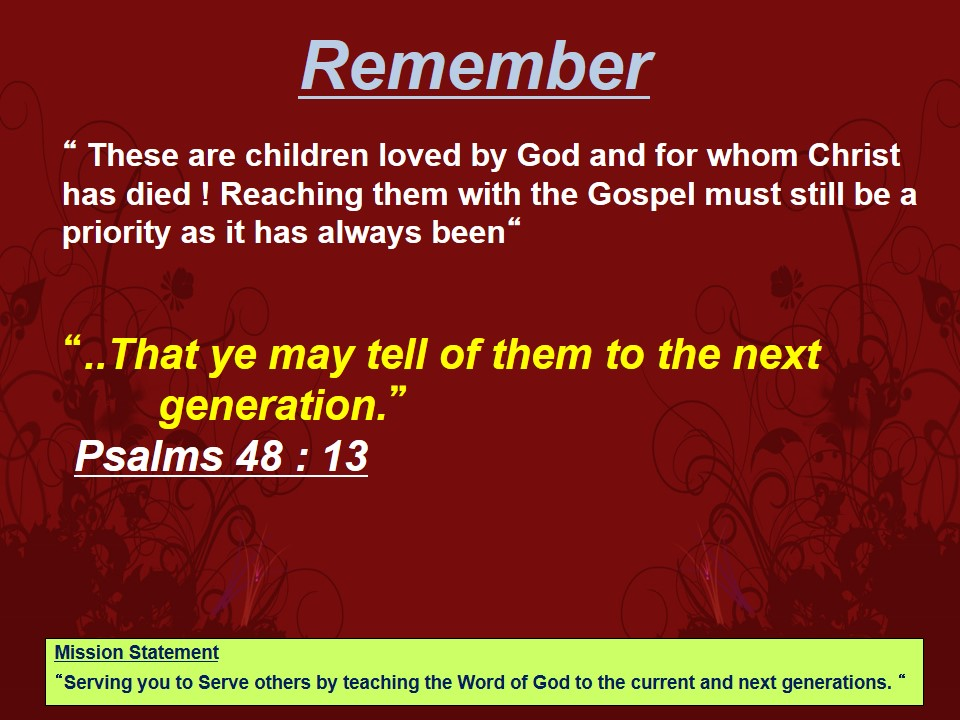 Remember
“ These are children loved by God and for whom Christ
has died ! Reaching them with the Gospel must still be a
priority as it has always been“
“..That ye may tell of them to the next
generation.”
Psalms 48 : 13
Mission Statement
“Serving you to Serve others by teaching the Word of God to the current and next generations. “